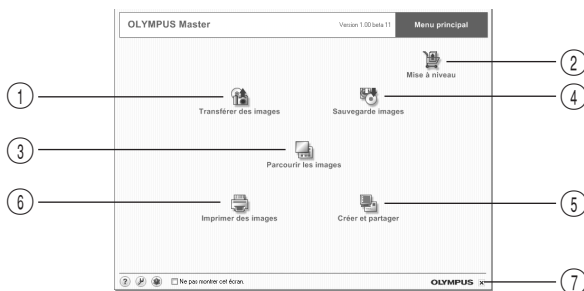 OLYMPUS Master
Version 1.00 beta 11
Menu principal
Mise à niveau
2
1
Transférer des images
Sauvegarde images
4
3
Parcourir les images
6
Imprimer des images
Créer et partager
5
?
Ne pas montrer cet écran.
OLYMPUS
x
7